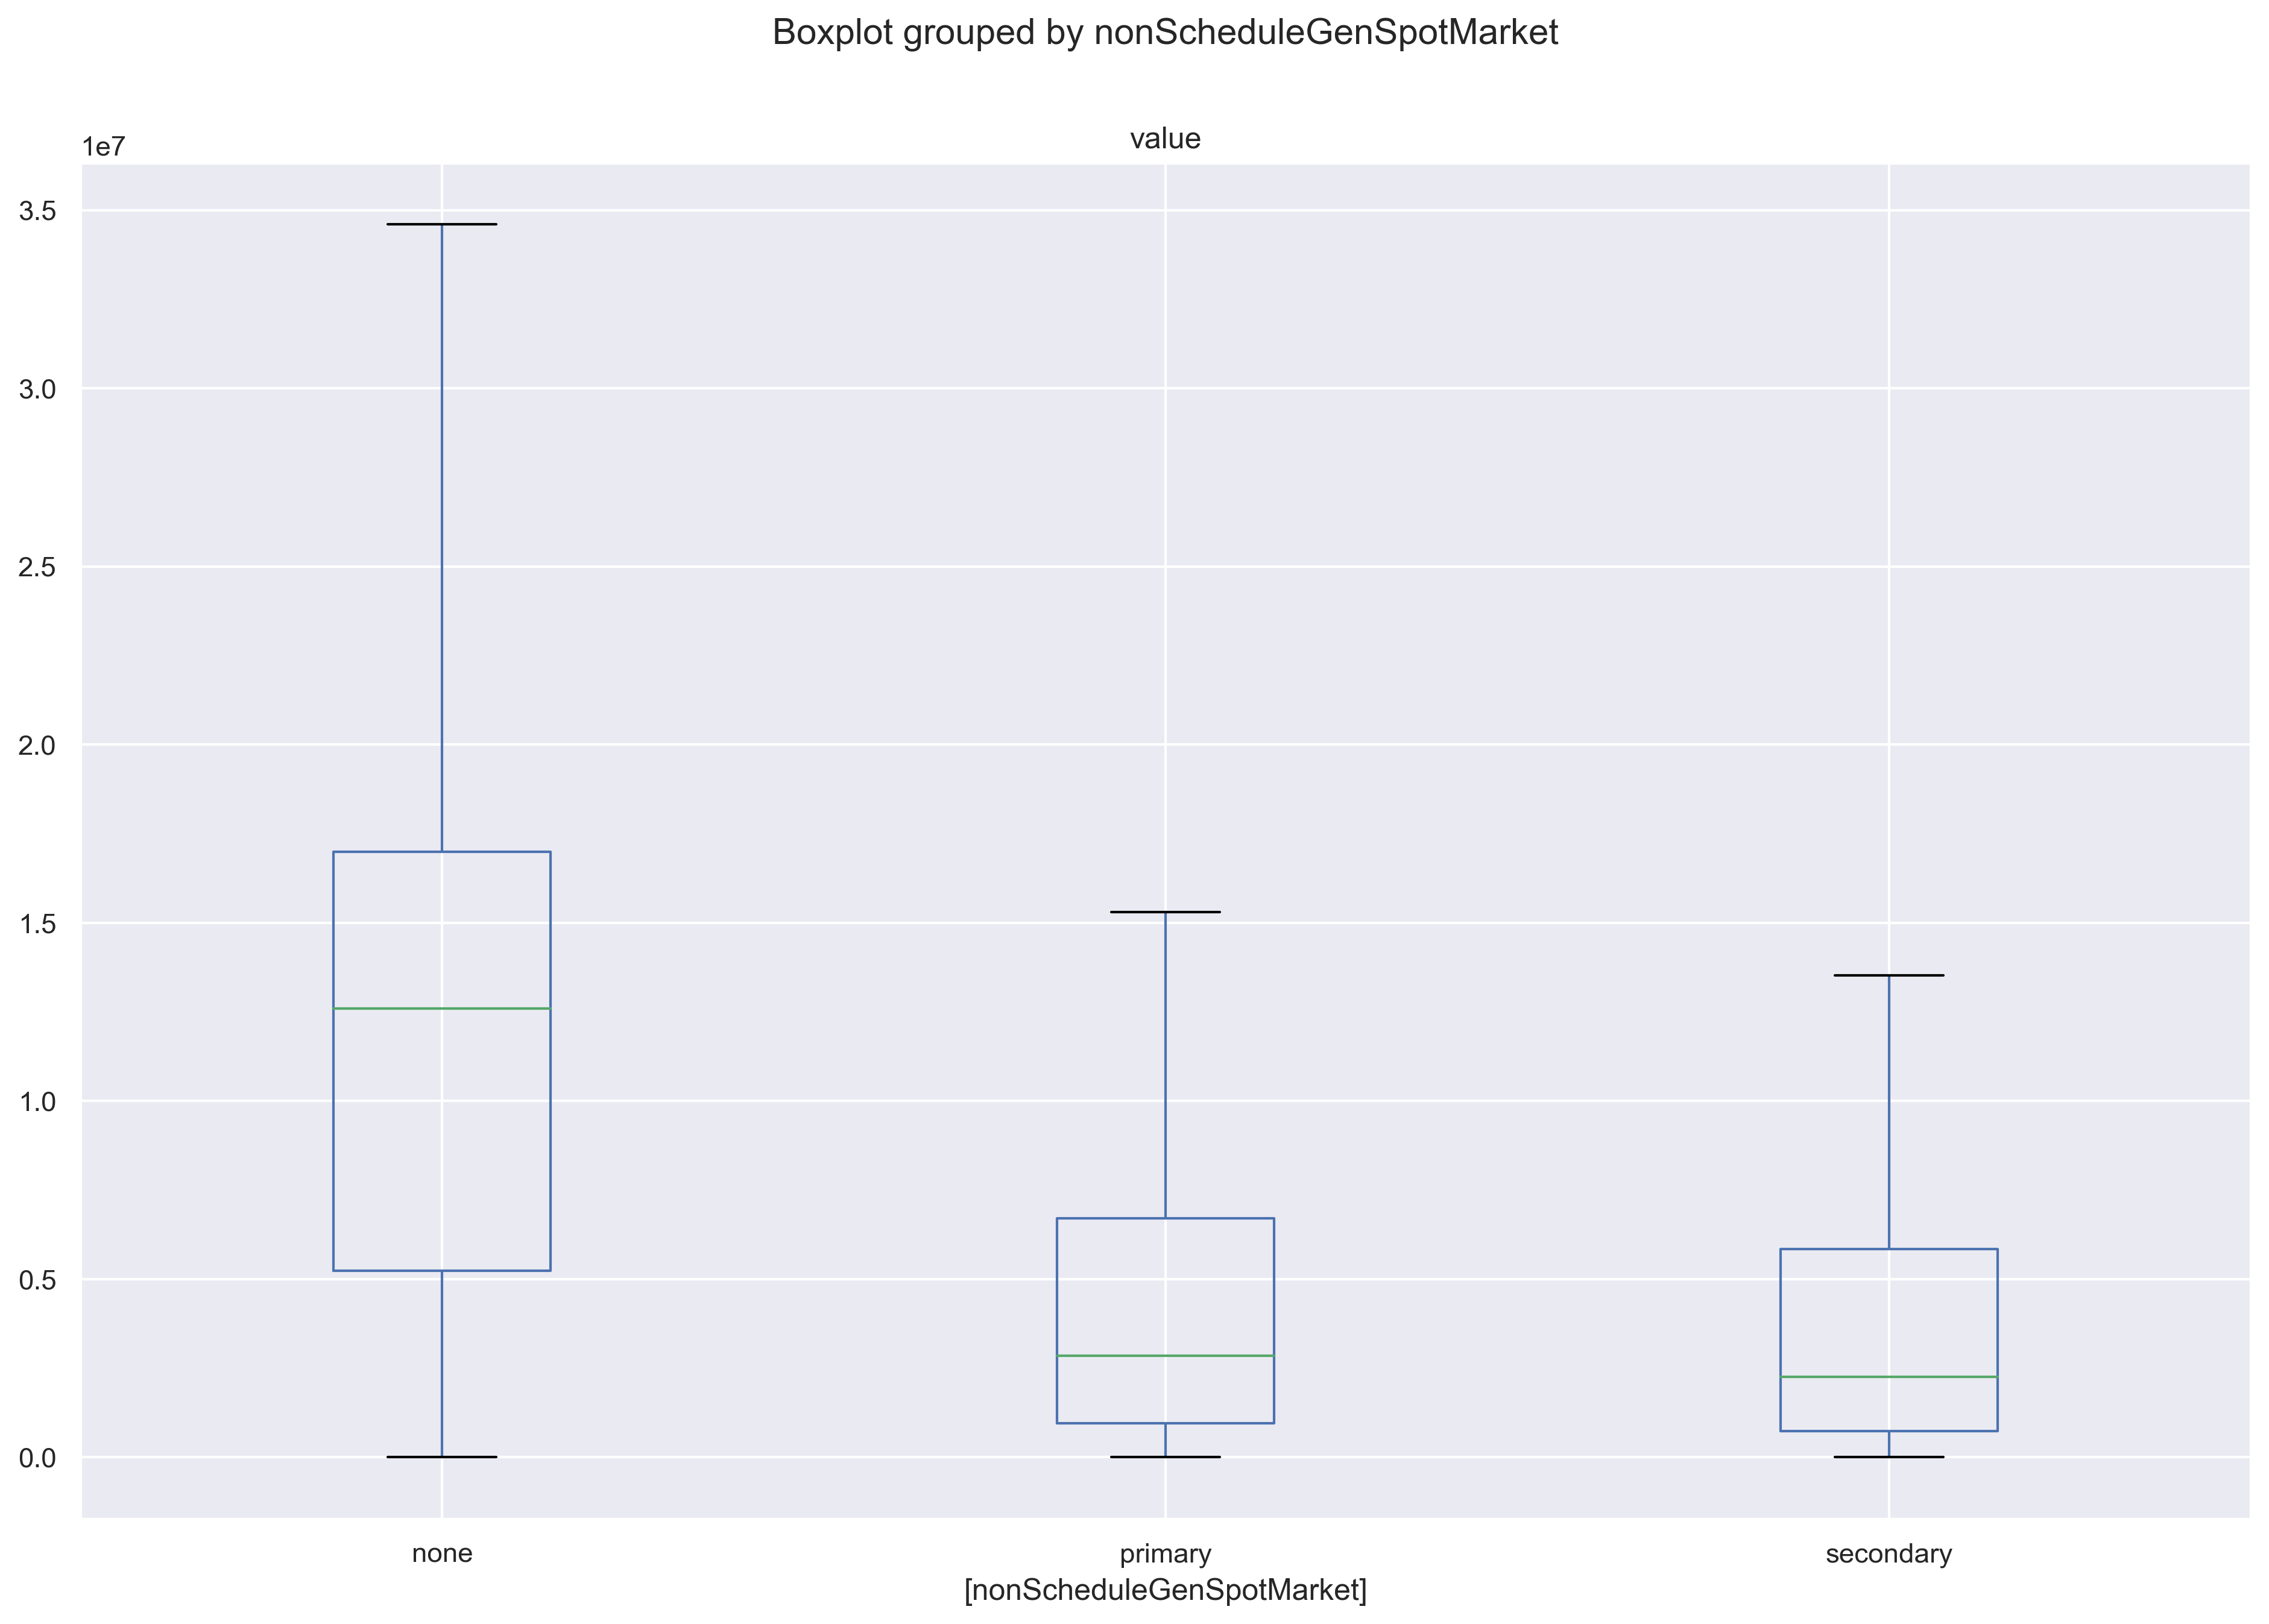 Boxplot grouped by nonScheduleGenSpotMarket
value
1e7
3.5
3.0
2.5
2.0
1.5
1.0
0.5
0.0
none primary secondary
[nonScheduleGenSpotMarket]